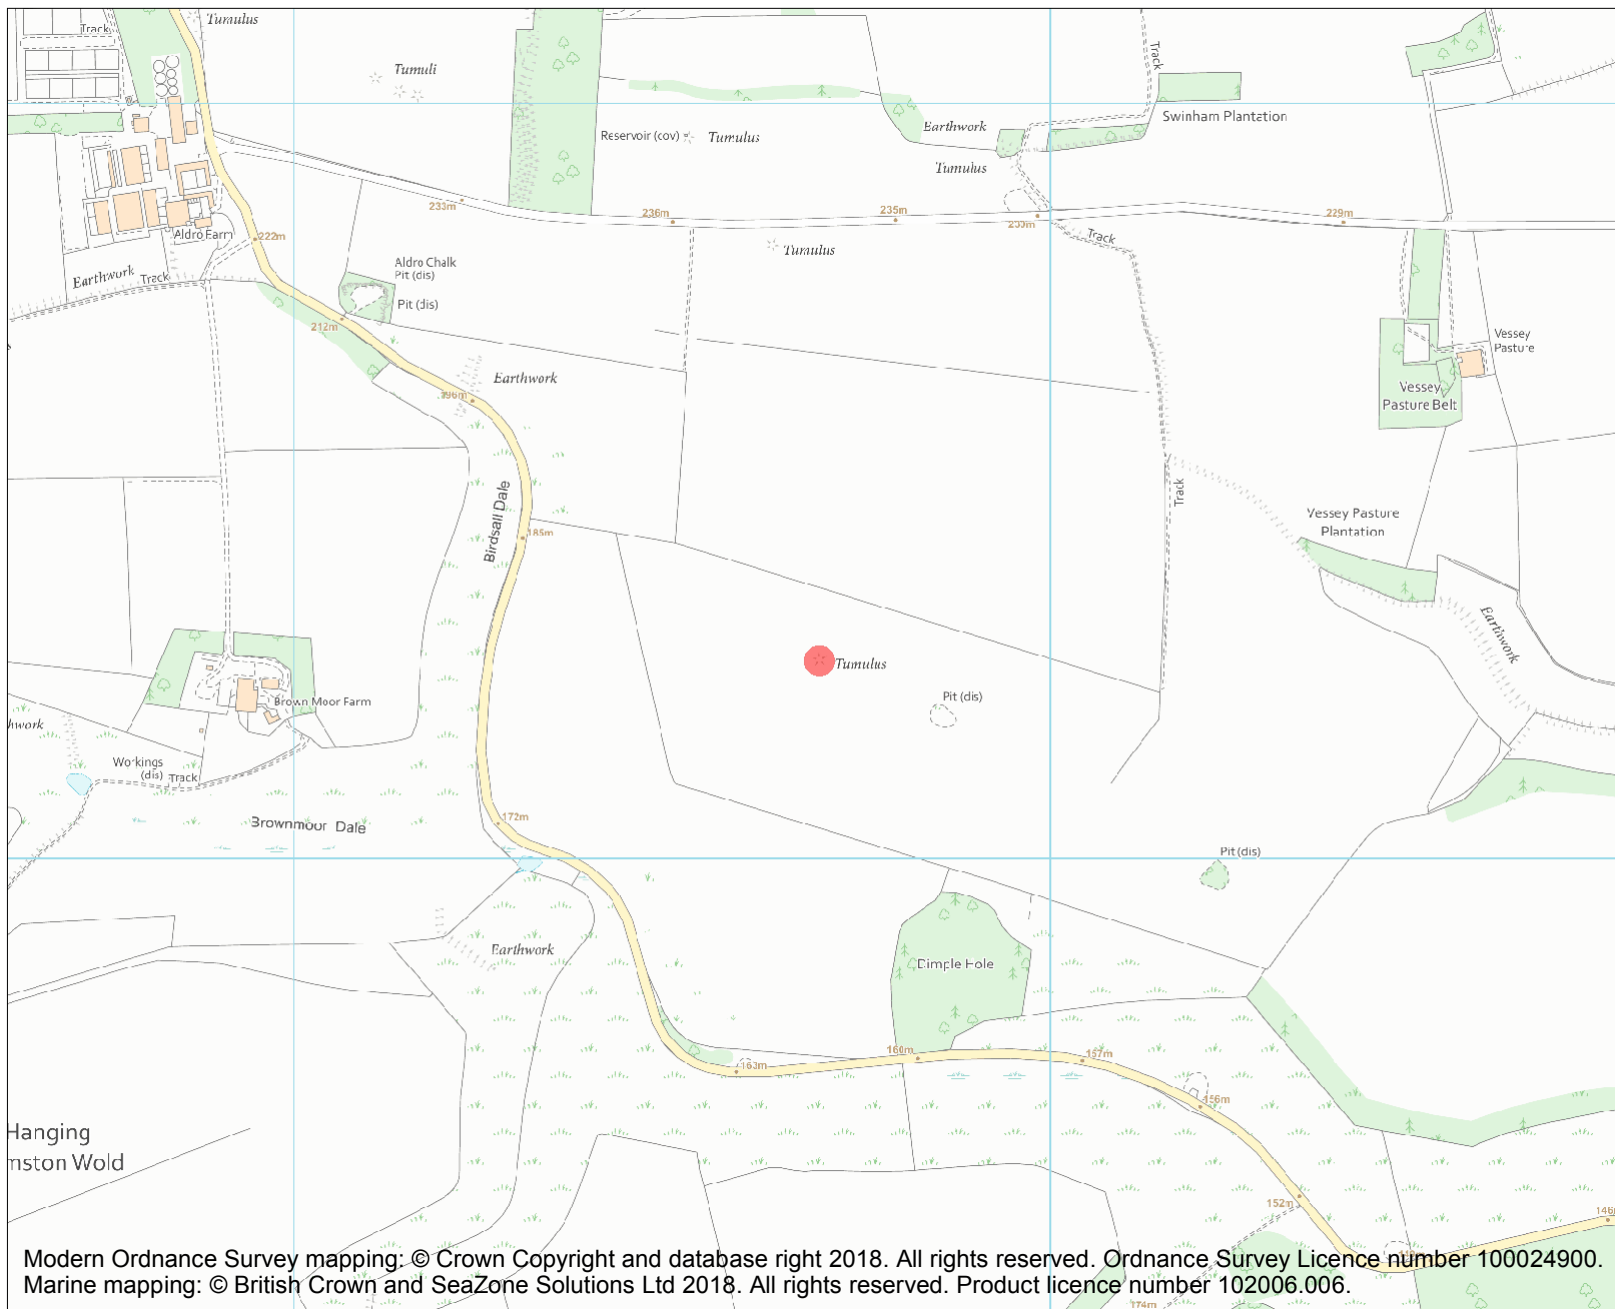 Tumulus
Track
Tumuli
Reservoir (cov)
Tumulus
Earthwork
Tumulus
Track
Swinham Plantation
233m
236m
235m
229m
Aldro Farm
222m
Tumulus
Track
Earthwork
Track
Aldro Chalk
Pit (dis)
Pit (dis)
212m
Vessey
Pasture
Earthwork
196m
Vessey
Pasture Belt
Birdsall Dale
Track
185m
Vessey Pasture
Plantation
Earthwork
Tumulus
Pit (dis)
Brown Moor Farm
hwork
Workings
(dis)
Track
Brownmoor Dale
172m
Pit (dis)
Earthwork
Dimple Hole
160m
157m
163m
156m
Hanging
mston Wold
152m
146
174m
Modern Ordnance Survey mapping: © Crown Copyright and database right 2018. All rights reserved. Ordnance Survey Licence number 100024900.
Marine mapping: © British Crown and SeaZone Solutions Ltd 2018. All rights reserved. Product licence number 102006.006.